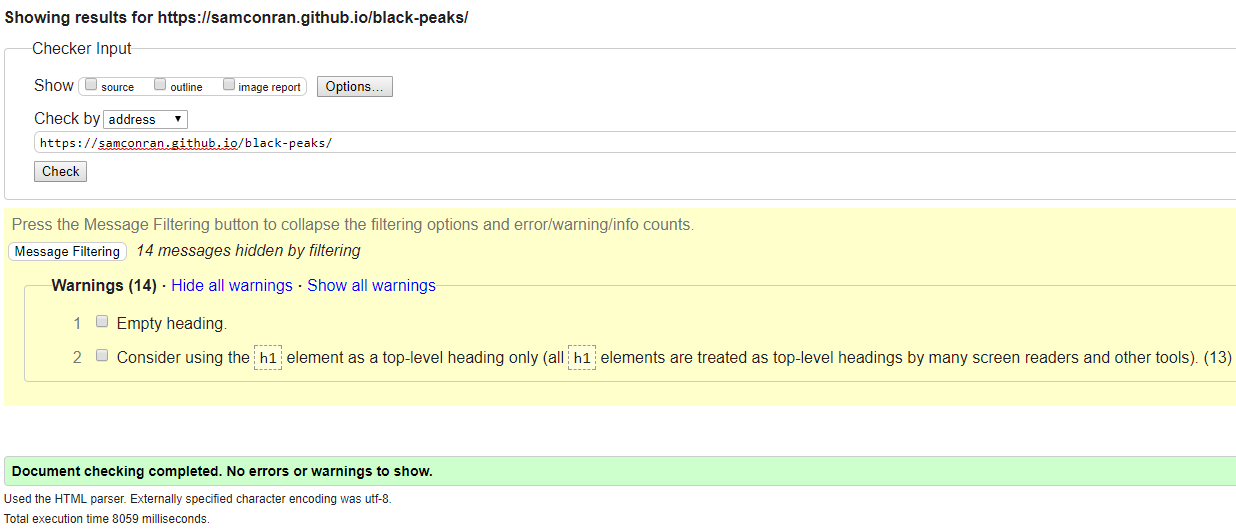 Showing results for https://samconran.github.io/black-peaks/
Checker Input
Show source outline image report Options...
Check by address
https://samconran.github.io/black-peaks/
Check
Press the Message Filtering button to collapse the filtering options and error/warning/info counts.
Message Filtering 14 messages hidden by filtering
Warnings (14) · Hide all warnings · Show all warnings
1 Empty heading.
2 Consider using the h1 element as a top-level heading only (all h1 elements are treated as top-level headings by many screen readers and other tools). (13)
Document checking completed. No errors or warnings to show.
Used the HTML parser. Externally specified character encoding was utf-8.
Total execution time 8059 milliseconds.